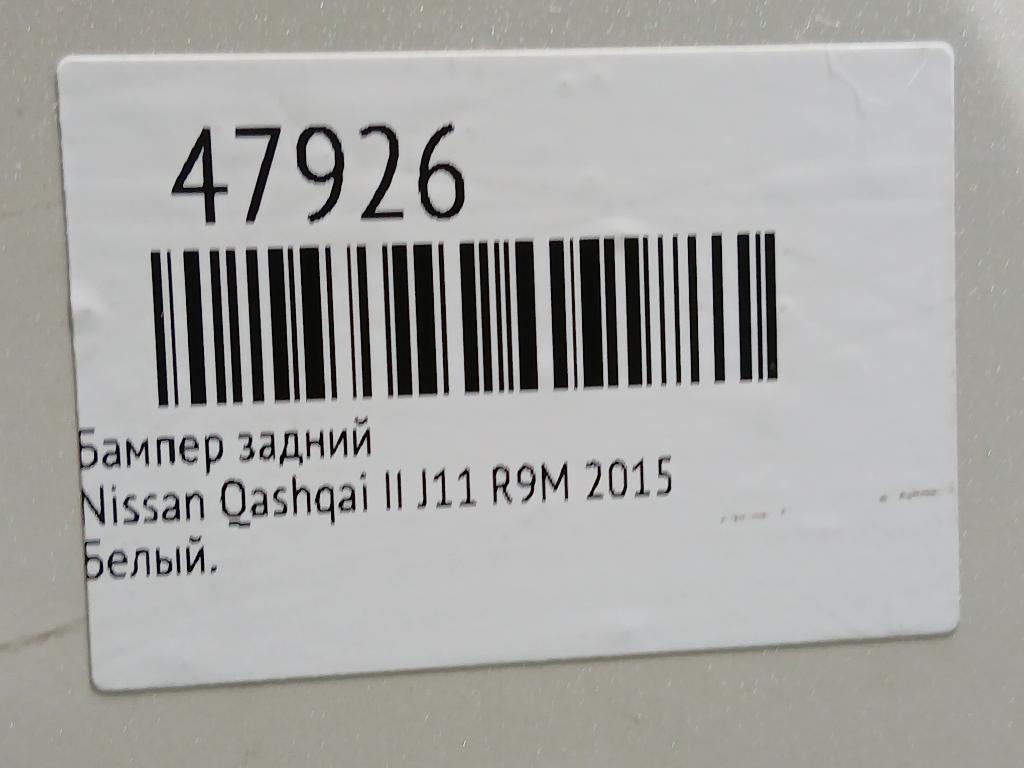 47926
Бампер задний
Nissan Qashqai II J11 R9M 2015
Белый.